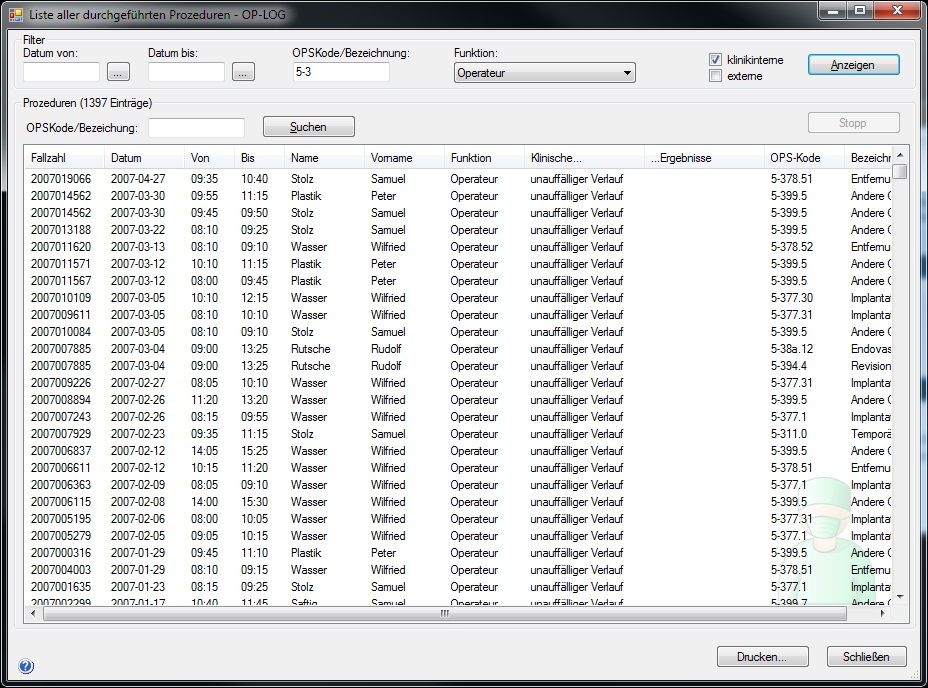 Liste aller durchgeführten Prozeduren - OP-LOG
Filter
Datum von: Datum bis: OPSKode/Bezeichnung: Funktion:
... ... 5-3 Operateur klinikinterne externe Anzeigen
Prozeduren (1397 Einträge)
OPSKode/Bezeichung: Suchen Stopp
Fallzahl Datum Von Bis Name Vorname Funktion Klinische... ...Ergebnisse OPS-Kode Bezeichn
2007019066 2007-04-27 09:35 10:40 Stolz Samuel Operateur unauffälliger Verlauf 5-378.51 Entfernu
2007014562 2007-03-30 09:55 11:15 Plastik Peter Operateur unauffälliger Verlauf 5-399.5 Andere O
2007014562 2007-03-30 09:45 09:50 Stolz Samuel Operateur unauffälliger Verlauf 5-399.5 Andere O
2007013188 2007-03-22 08:10 09:25 Stolz Samuel Operateur unauffälliger Verlauf 5-399.5 Andere O
2007011620 2007-03-13 08:10 09:10 Wasser Wilfried Operateur unauffälliger Verlauf 5-378.52 Entfernu
2007011571 2007-03-12 10:10 11:15 Plastik Peter Operateur unauffälliger Verlauf 5-399.5 Andere O
2007011567 2007-03-12 08:00 09:45 Plastik Peter Operateur unauffälliger Verlauf 5-399.5 Andere O
2007010109 2007-03-05 10:10 12:15 Wasser Wilfried Operateur unauffälliger Verlauf 5-377.30 Implanta
2007009611 2007-03-05 08:10 10:10 Wasser Wilfried Operateur unauffälliger Verlauf 5-377.31 Implanta
2007010084 2007-03-05 08:10 09:10 Stolz Samuel Operateur unauffälliger Verlauf 5-399.5 Andere O
2007007885 2007-03-04 09:00 13:25 Rutsche Rudolf Operateur unauffälliger Verlauf 5-38a.12 Endovas
2007007885 2007-03-04 09:00 13:25 Rutsche Rudolf Operateur unauffälliger Verlauf 5-394.4 Revision
2007009226 2007-02-27 08:05 10:10 Wasser Wilfried Operateur unauffälliger Verlauf 5-377.31 Implanta
2007008894 2007-02-26 11:20 13:20 Wasser Wilfried Operateur unauffälliger Verlauf 5-399.5 Andere O
2007007243 2007-02-26 08:15 09:55 Wasser Wilfried Operateur unauffälliger Verlauf 5-377.1 Implanta
2007007929 2007-02-23 09:35 11:15 Stolz Samuel Operateur unauffälliger Verlauf 5-311.0 Temporä
2007006837 2007-02-12 14:05 15:25 Wasser Wilfried Operateur unauffälliger Verlauf 5-399.5 Andere O
2007006611 2007-02-12 10:15 11:20 Wasser Wilfried Operateur unauffälliger Verlauf 5-378.51 Entfernu
2007006363 2007-02-09 08:05 09:10 Wasser Wilfried Operateur unauffälliger Verlauf 5-377.1 Implanta
2007006115 2007-02-08 14:00 15:30 Wasser Wilfried Operateur unauffälliger Verlauf 5-399.5 Andere O
2007005195 2007-02-06 08:00 10:05 Wasser Wilfried Operateur unauffälliger Verlauf 5-377.31 Implanta
2007005279 2007-02-05 09:05 10:15 Wasser Wilfried Operateur unauffälliger Verlauf 5-377.1 Implanta
2007000316 2007-01-29 09:45 11:10 Plastik Peter Operateur unauffälliger Verlauf 5-399.5 Andere O
2007004003 2007-01-29 08:10 09:15 Wasser Wilfried Operateur unauffälliger Verlauf 5-378.51 Entfernu
2007001635 2007-01-23 08:15 09:25 Stolz Samuel Operateur unauffälliger Verlauf 5-377.1 Implanta
2007002299 2007-01-17 10:40 11:45 Saftig Samuel Operateur unauffälliger Verlauf 5-399.7 Andere O
Drucken... Schließen